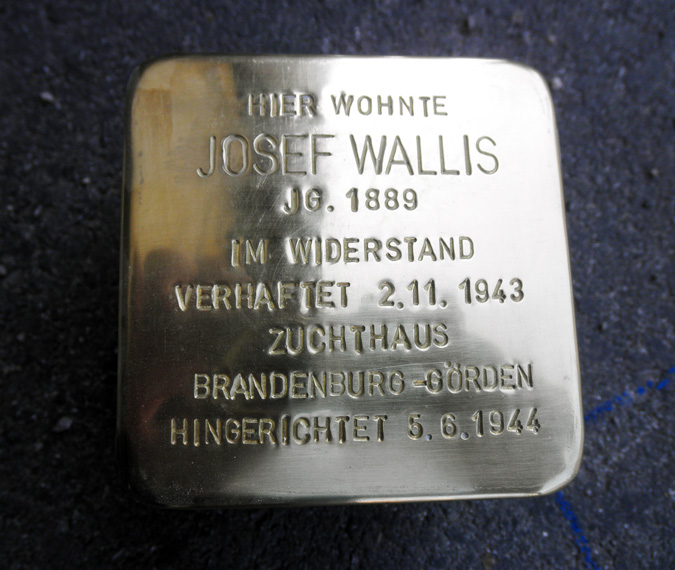 HIER WOHNTE
JOSEF WALLIS
JG. 1889
IM WIDERSTAND
VERHAFTET 2.11.1943
ZUCHTHAUS
BRANDENBURG-GÖRDEN
HINGERICHTET 5.6.1944